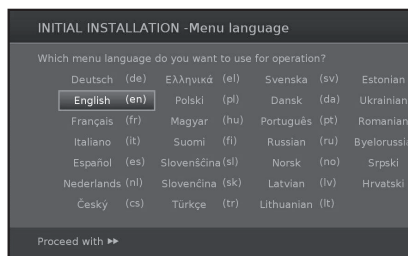 INITIAL INSTALLATION -Menu language
Which menu language do you want to use for operation?
Deutsch (de) Ελληνικά (el) Svenska (sv) Estonian
English (en) Polski (pl) Dansk (da) Ukrainian
Français (fr) Magyar (hu) Português (pt) Romanian
Italiano (it) Suomi (fi) Russian (ru) Byelorussia
Español (es) Slovenščina (sl) Norsk (no) Srpski
Nederlands (nl) Slovenčina (sk) Latvian (lv) Hrvatski
Český (cs) Türkçe (tr) Lithuanian (lt)
Proceed with ▶▶